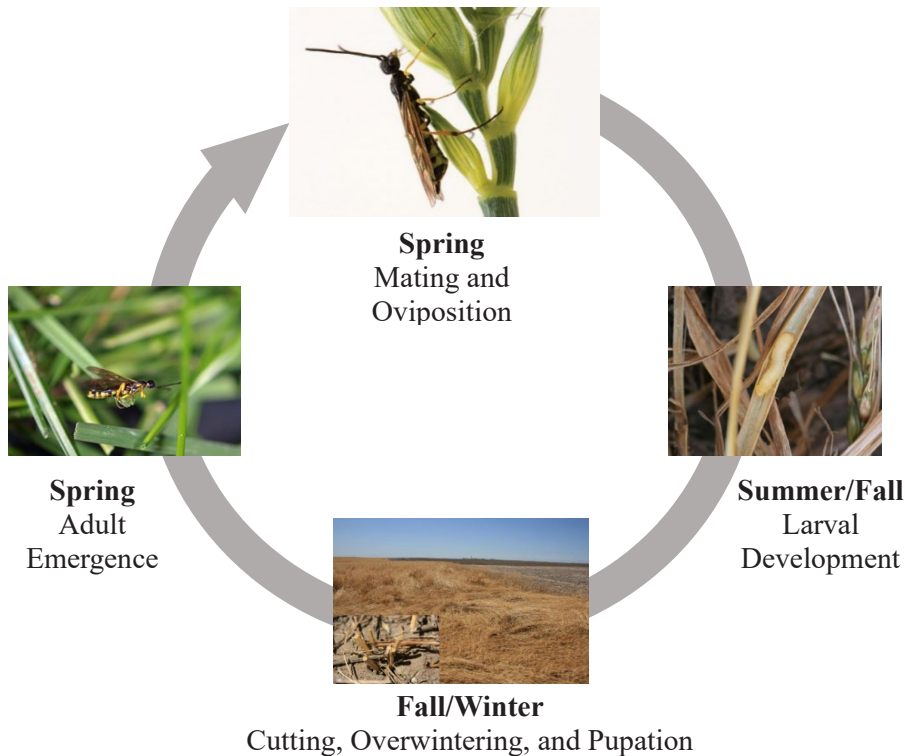 Spring
Mating and
Oviposition
Summer/Fall
Larval
Development
Fall/Winter
Cutting, Overwintering, and Pupation
Spring
Adult
Emergence